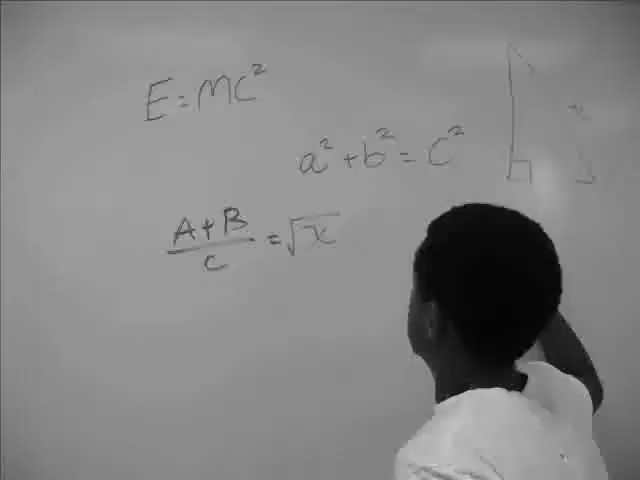 E = mc²
a² + b² = c²
A + B
c
= √x
x